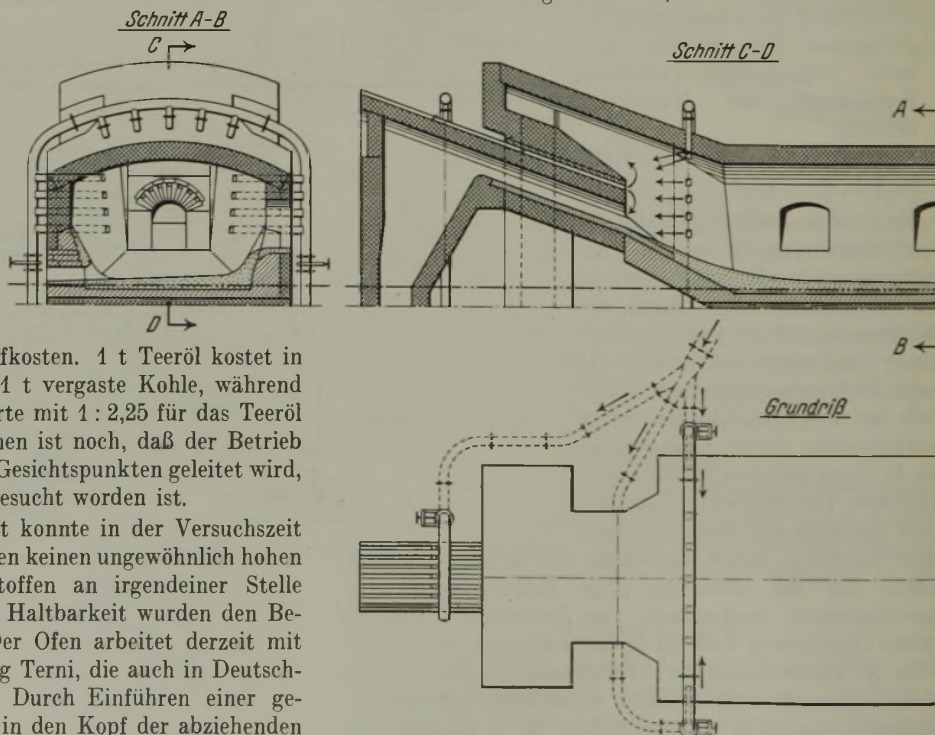 Schnitt A-B
C
Schnitt C-D
A
D
B
Grundriß
fkosten. 1 t Teeröl kostet in
1 t vergaste Kohle, während
rte mit 1 : 2,25 für das Teeröl
nen ist noch, daß der Betrieb
Gesichtspunkten geleitet wird,
esucht worden ist.
t konnte in der Versuchszeit
en keinen ungewöhnlich hohen
stoffen an irgendeiner Stelle
Haltbarkeit wurden den Be-
Der Ofen arbeitet derzeit mit
g Terni, die auch in Deutsch-
Durch Einführen einer ge-
in den Kopf der abziehenden